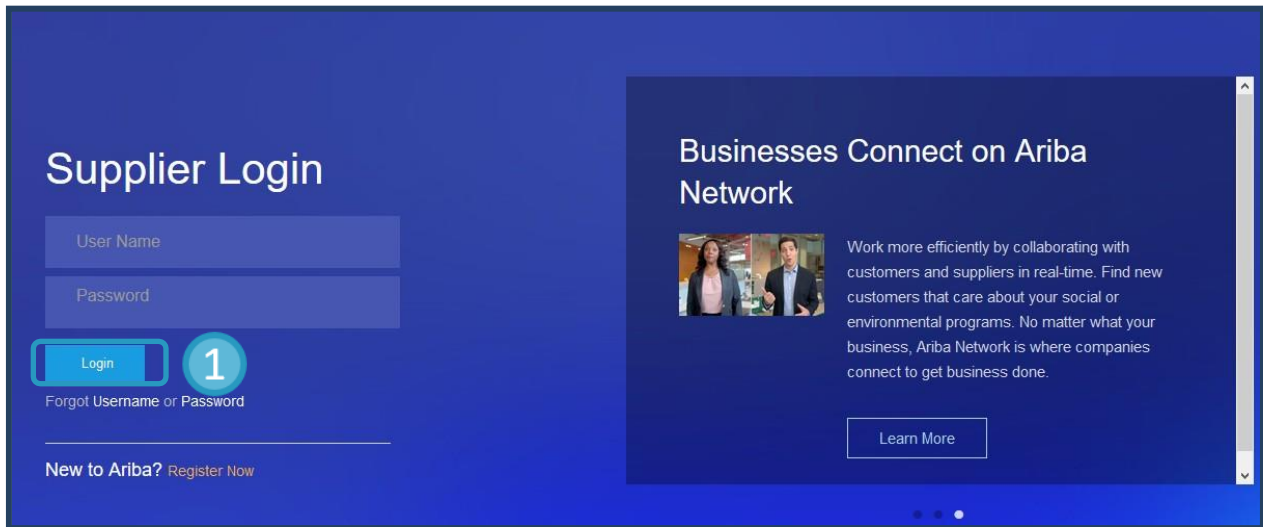 Supplier Login
User Name
Password
Login
1
Forgot Username or Password
New to Ariba? Register Now
Businesses Connect on Ariba
Network
Work more efficiently by collaborating with
customers and suppliers in real-time. Find new
customers that care about your social or
environmental programs. No matter what your
business, Ariba Network is where companies
connect to get business done.
Learn More